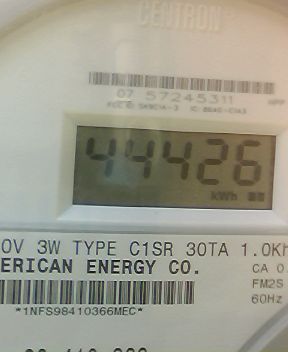 CENTRON
07 57245311
44426
kWh
0V 3W TYPE C1SR 30TA 1.0Kh
ERICAN ENERGY CO.
CA 0.
FM2S
60Hz
*1NFS98410366MEC*